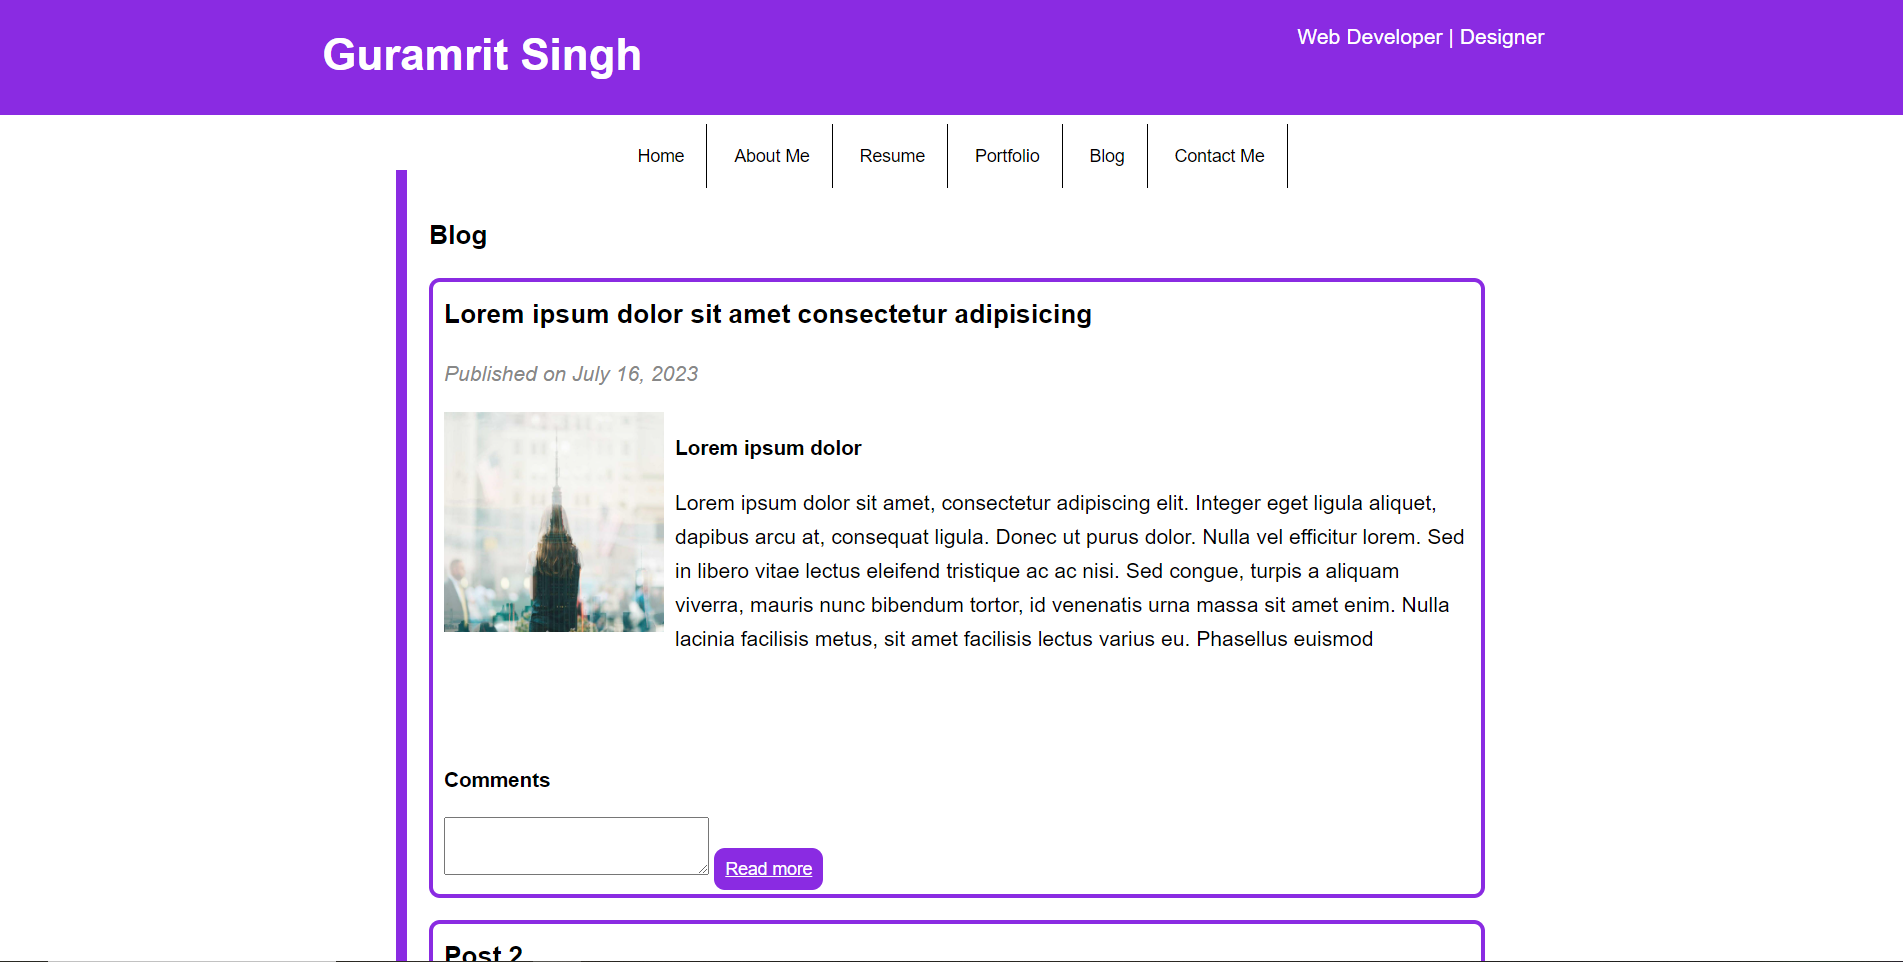 Guramrit Singh
Web Developer | Designer
Home
About Me
Resume
Portfolio
Blog
Contact Me
Blog
Lorem ipsum dolor sit amet consectetur adipisicing
Published on July 16, 2023
Lorem ipsum dolor
Lorem ipsum dolor sit amet, consectetur adipiscing elit. Integer eget ligula aliquet,
dapibus arcu at, consequat ligula. Donec ut purus dolor. Nulla vel efficitur lorem. Sed
in libero vitae lectus eleifend tristique ac ac nisi. Sed congue, turpis a aliquam
viverra, mauris nunc bibendum tortor, id venenatis urna massa sit amet enim. Nulla
lacinia facilisis metus, sit amet facilisis lectus varius eu. Phasellus euismod
Comments
Read more
Post 2